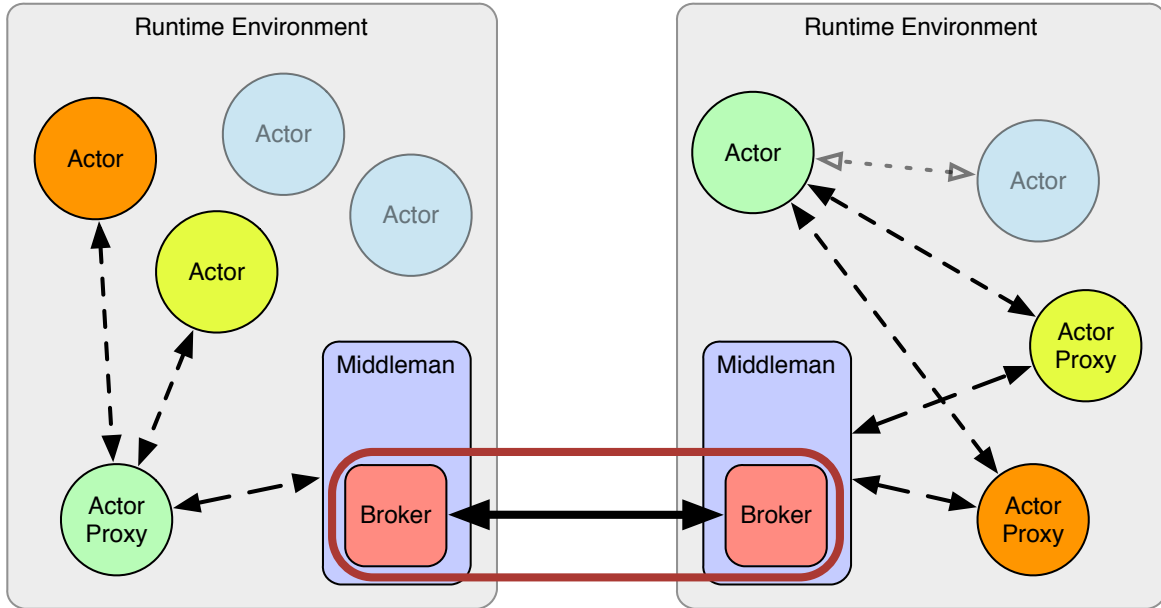 Runtime Environment
Actor
Actor
Actor
Actor
Middleman
Actor
Proxy
Broker
Runtime Environment
Actor
Actor
Actor
Proxy
Middleman
Actor
Proxy
Broker